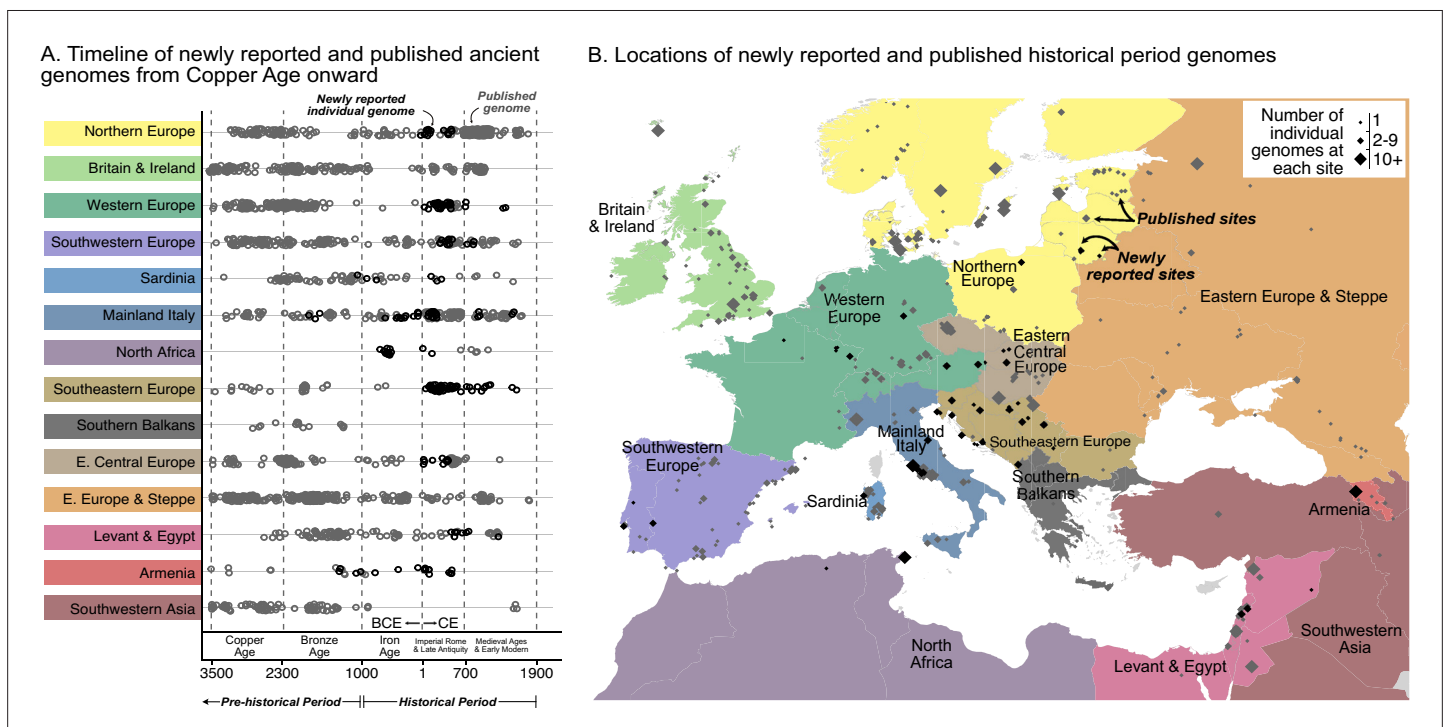 A. Timeline of newly reported and published ancient
genomes from Copper Age onward
Newly reported
individual genome
Published
genome
Northern Europe
Britain & Ireland
Western Europe
Southwestern Europe
Sardinia
Mainland Italy
North Africa
Southeastern Europe
Southern Balkans
E. Central Europe
E. Europe & Steppe
Levant & Egypt
Armenia
Southwestern Asia
BCE CE
Copper
Age
Bronze
Age
Iron
Age
Imperial Rome
& Late Antiquity
Medieval Ages
& Early Modern
3500 2300 1000 1 700 1900
Pre-historical Period Historical Period
B. Locations of newly reported and published historical period genomes
Number of
individual
genomes at
each site
1
2-9
10+
Britain
& Ireland
Published sites
Newly
reported sites
Northern
Europe
Western
Europe
Eastern Europe & Steppe
Eastern
Central
Europe
Southwestern
Europe
Mainland
Italy
Southeastern Europe
Southern
Balkans
Sardinia
Armenia
North
Africa
Levant & Egypt
Southwestern
Asia